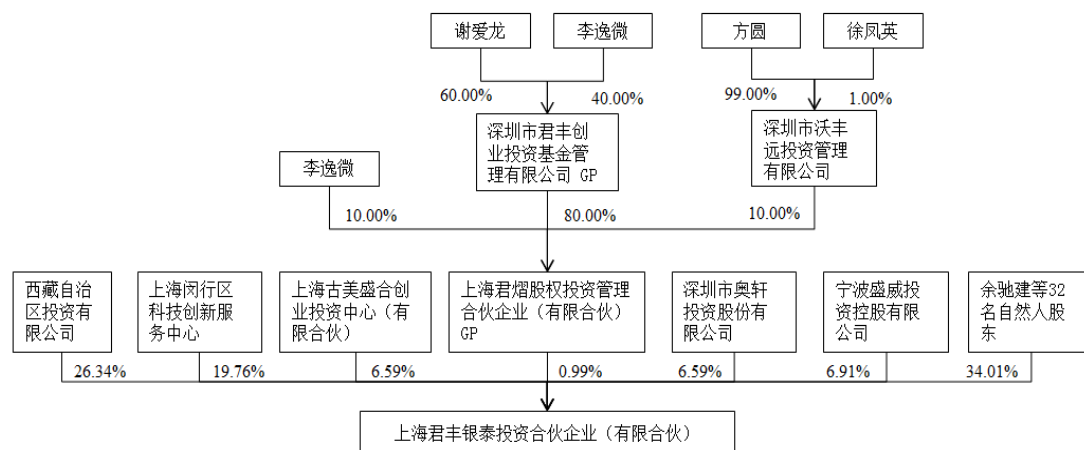 谢爱龙
李逸微
方圆
徐凤英
60.00%
40.00%
99.00%
1.00%
深圳市君丰创
业投资基金管
理有限公司 GP
深圳市沃丰
远投资管理
有限公司
李逸微
10.00%
80.00%
10.00%
西藏自治
区投资有
限公司
上海闵行区
科技创新服
务中心
上海古美盛合创
业投资中心（有
限合伙）
上海君熠股权投资管理
合伙企业（有限合伙）
GP
深圳市奥轩
投资股份有
限公司
宁波盛威投
资控股有限
公司
余驰建等32
名自然人股
东
26.34%
19.76%
6.59%
0.99%
6.59%
6.91%
34.01%
上海君丰银泰投资合伙企业（有限合伙）